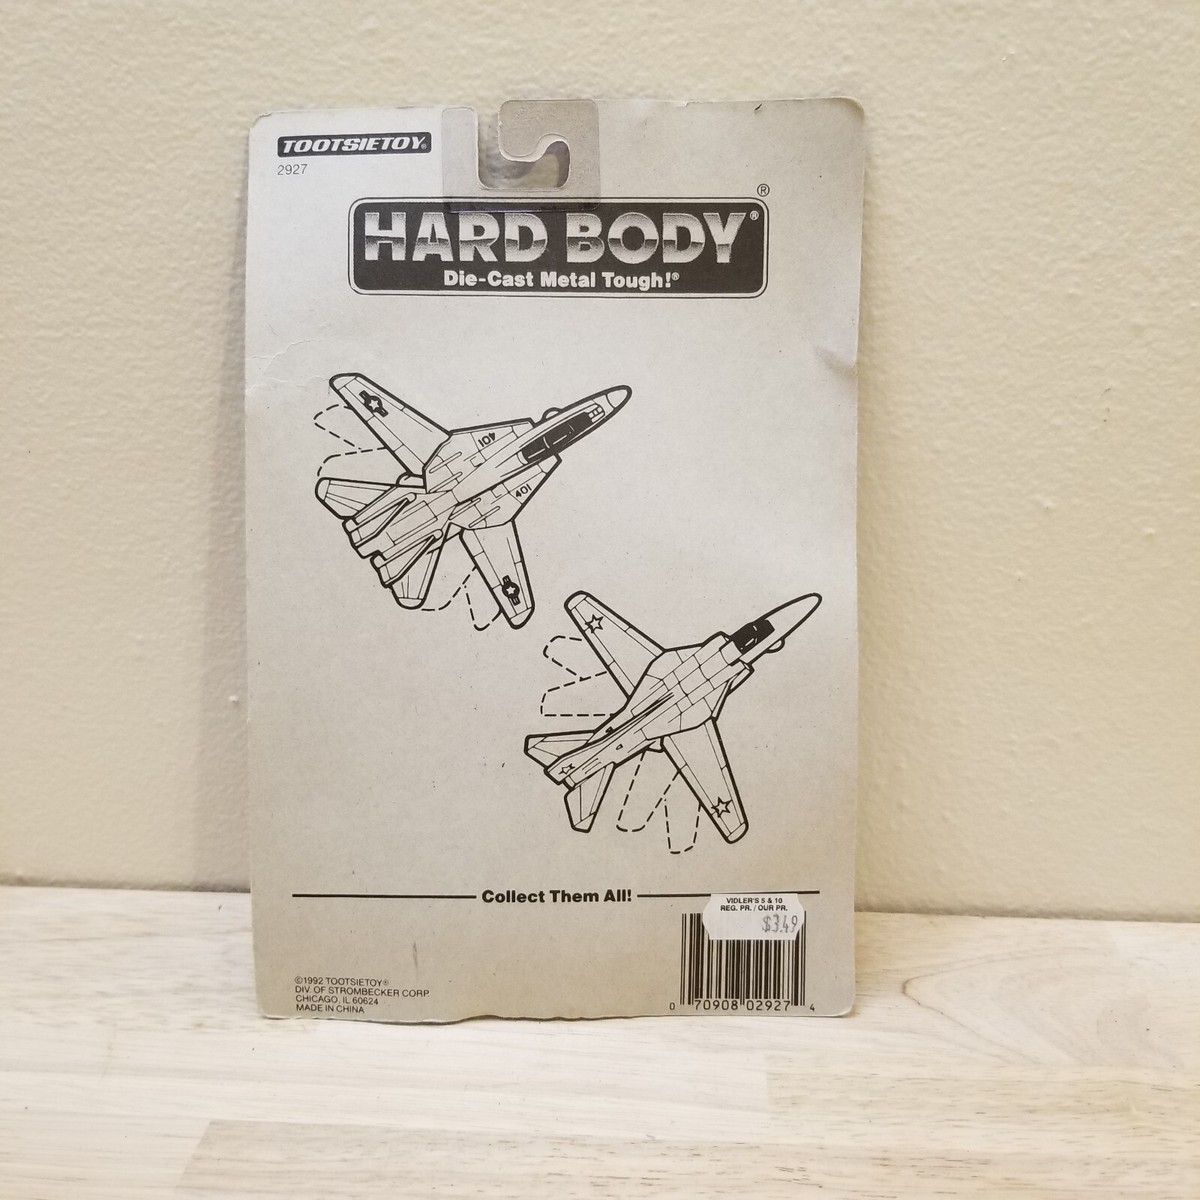 TOOTSIETOY®
2927
®
HARD BODY®
Die-Cast Metal Tough!®
401
401
Collect Them All!
VIDLER'S 5 & 10
REG. PR. / OUR PR.
$3.49
©1992 TOOTSIETOY®
DIV. OF STROMBECKER CORP.
CHICAGO, IL 60624
MADE IN CHINA
0 70908 02927 4